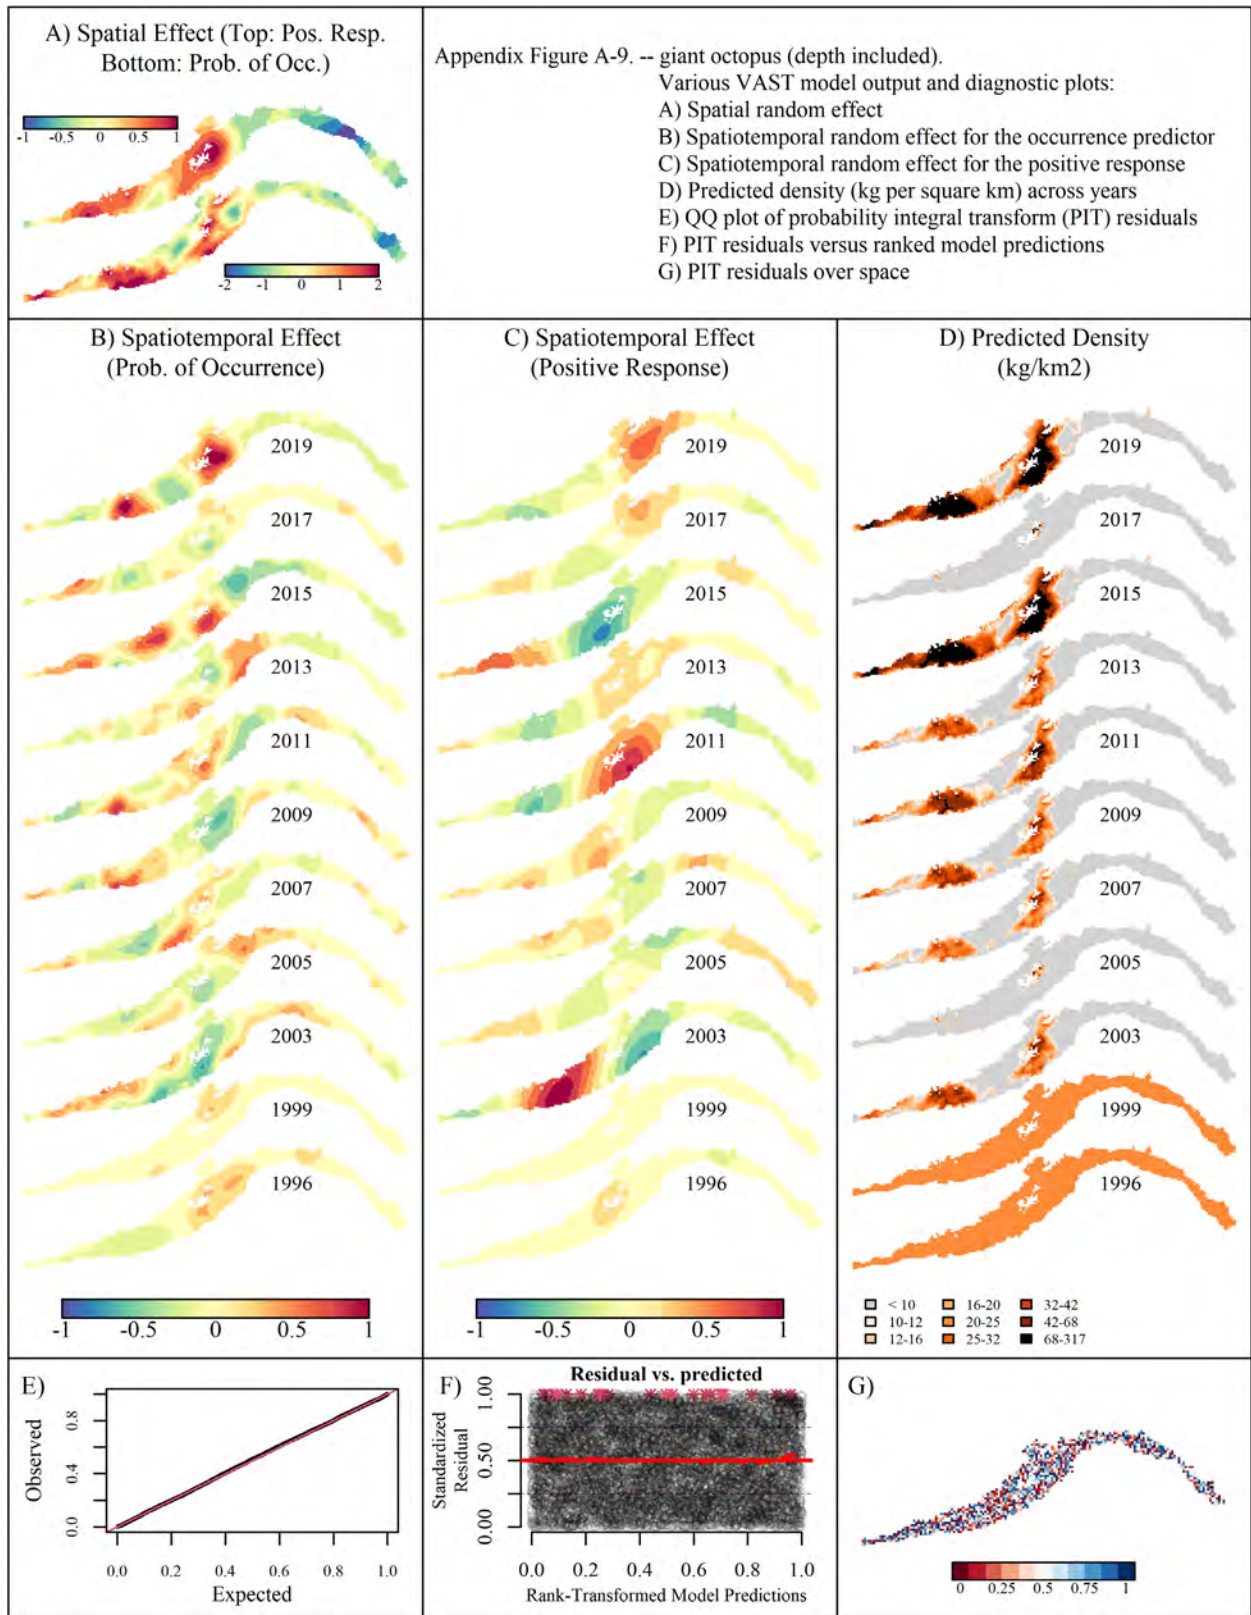 A) Spatial Effect (Top: Pos. Resp.
Bottom: Prob. of Occ.)
-1 -0.5 0 0.5 1
-2 -1 0 1 2
Appendix Figure A-9. -- giant octopus (depth included).
Various VAST model output and diagnostic plots:
A) Spatial random effect
B) Spatiotemporal random effect for the occurrence predictor
C) Spatiotemporal random effect for the positive response
D) Predicted density (kg per square km) across years
E) QQ plot of probability integral transform (PIT) residuals
F) PIT residuals versus ranked model predictions
G) PIT residuals over space
B) Spatiotemporal Effect
(Prob. of Occurrence)
2019
2017
2015
2013
2011
2009
2007
2005
2003
1999
1996
-1 -0.5 0 0.5 1
C) Spatiotemporal Effect
(Positive Response)
2019
2017
2015
2013
2011
2009
2007
2005
2003
1999
1996
-1 -0.5 0 0.5 1
D) Predicted Density
(kg/km2)
2019
2017
2015
2013
2011
2009
2007
2005
2003
1999
1996
< 10 16-20 32-42
10-12 20-25 42-68
12-16 25-32 68-317
E)
Observed
0.8
0.4
0.0
0.0 0.2 0.4 0.6 0.8 1.0
Expected
F)
Residual vs. predicted
Standardized
Residual
1.00
0.50
0.00
0.0 0.2 0.4 0.6 0.8 1.0
Rank-Transformed Model Predictions
G)
0 0.25 0.5 0.75 1